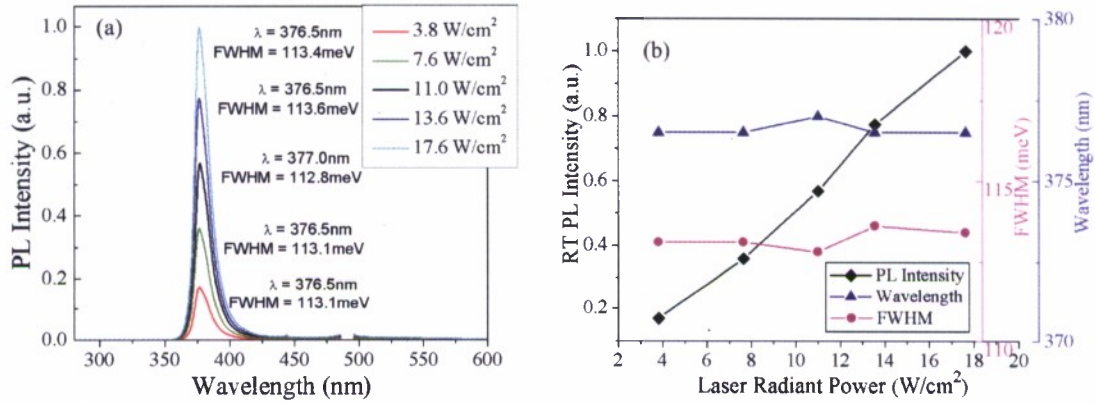 (a)
λ = 376.5nm
FWHM = 113.4meV
λ = 376.5nm
FWHM = 113.6meV
λ = 377.0nm
FWHM = 112.8meV
λ = 376.5nm
FWHM = 113.1meV
λ = 376.5nm
FWHM = 113.1meV
3.8 W/cm²
7.6 W/cm²
11.0 W/cm²
13.6 W/cm²
17.6 W/cm²
PL Intensity (a.u.)
1.0
0.8
0.6
0.4
0.2
0.0
300 350 400 450 500 550 600
Wavelength (nm)
(b)
RT PL Intensity (a.u.)
1.0
0.8
0.6
0.4
0.2
2 4 6 8 10 12 14 16 18 20
Laser Radiant Power (W/cm²)
PL Intensity
Wavelength
FWHM
120
115
110
FWHM (meV)
380
375
370
Wavelength (nm)